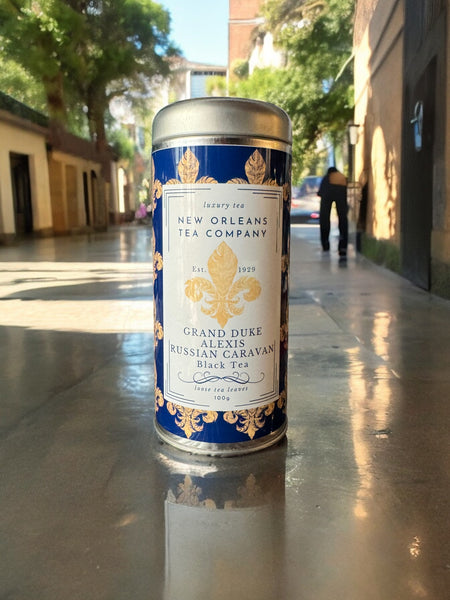 luxury tea
NEW ORLEANS
TEA COMPANY
Est. 1929
GRAND DUKE
ALEXIS
RUSSIAN CARAVAN
Black Tea
loose tea leaves
100g